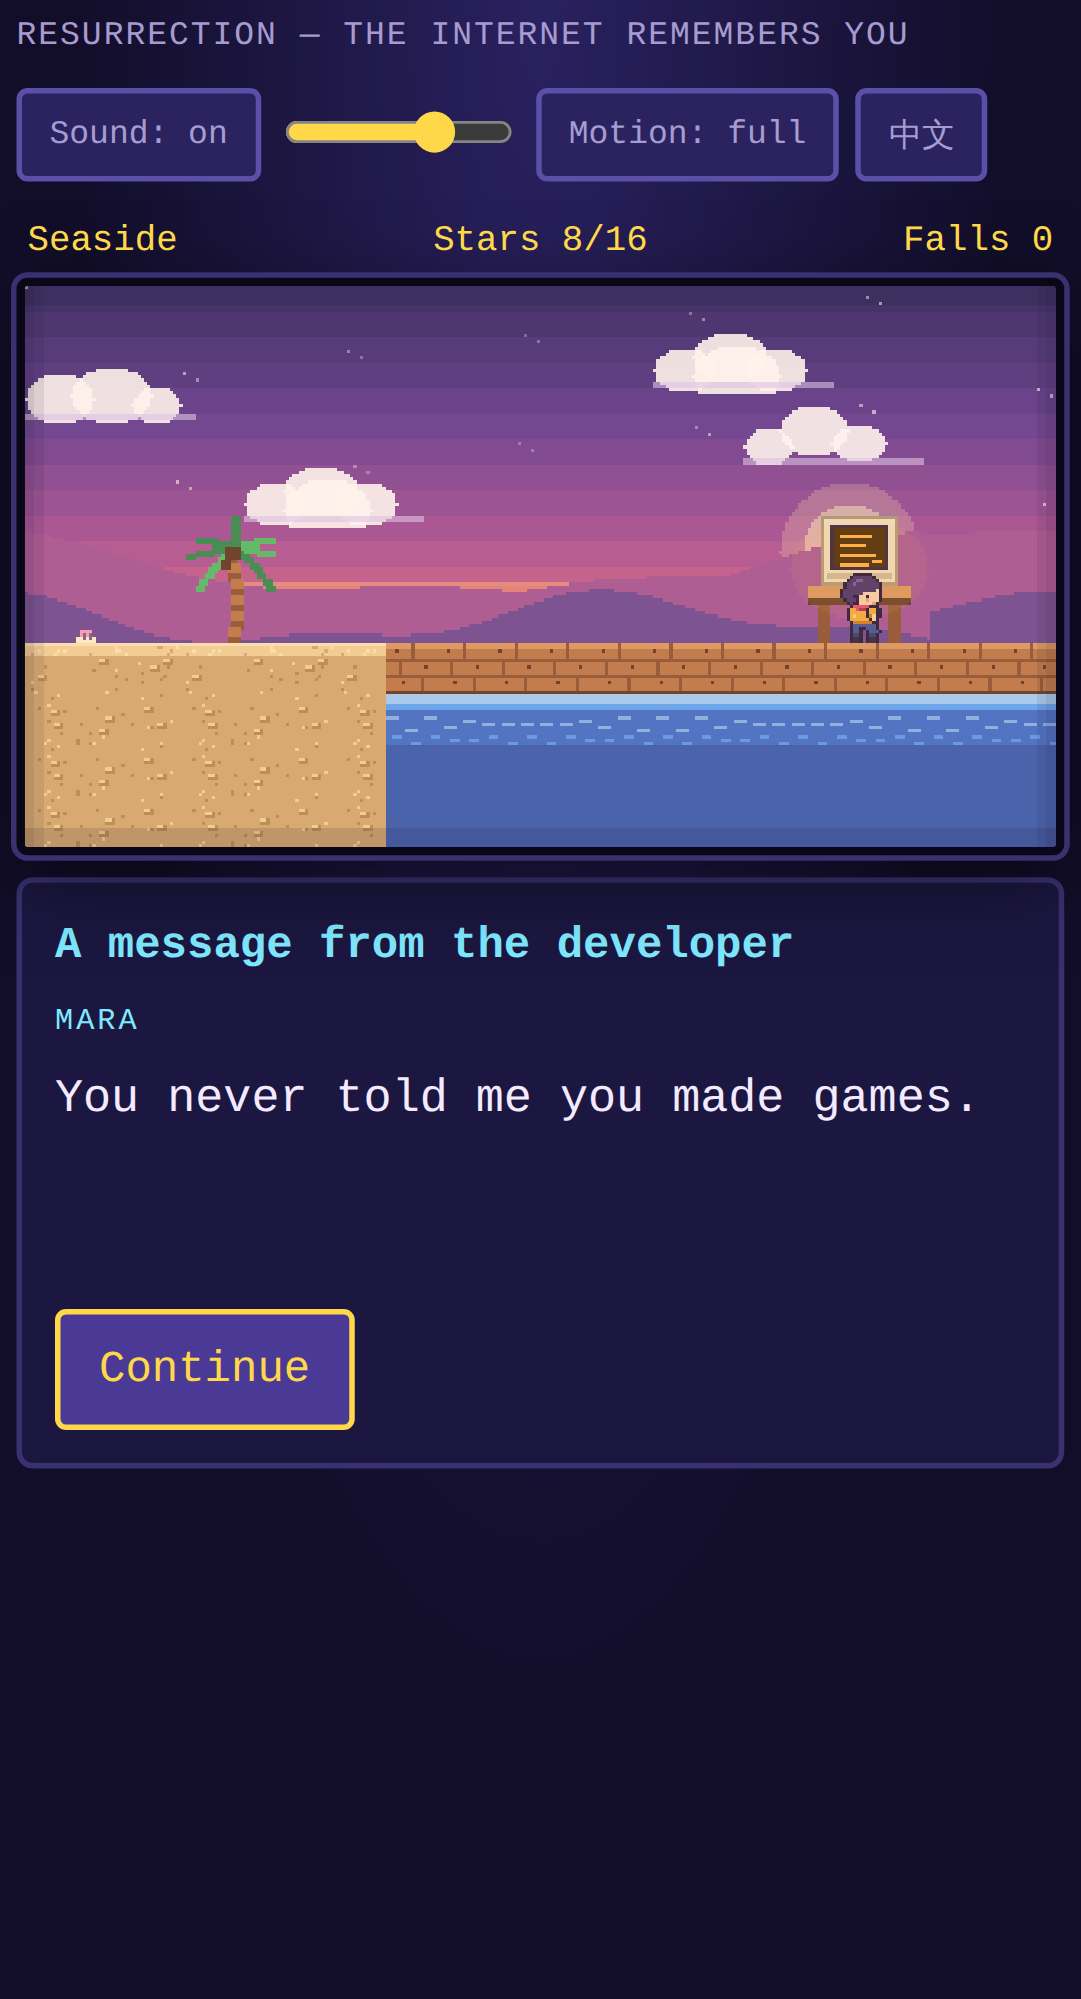 RESURRECTION — THE INTERNET REMEMBERS YOU
Sound: on
Motion: full
中文
Seaside
Stars 8/16
Falls 0
A message from the developer
MARA
You never told me you made games.
Continue